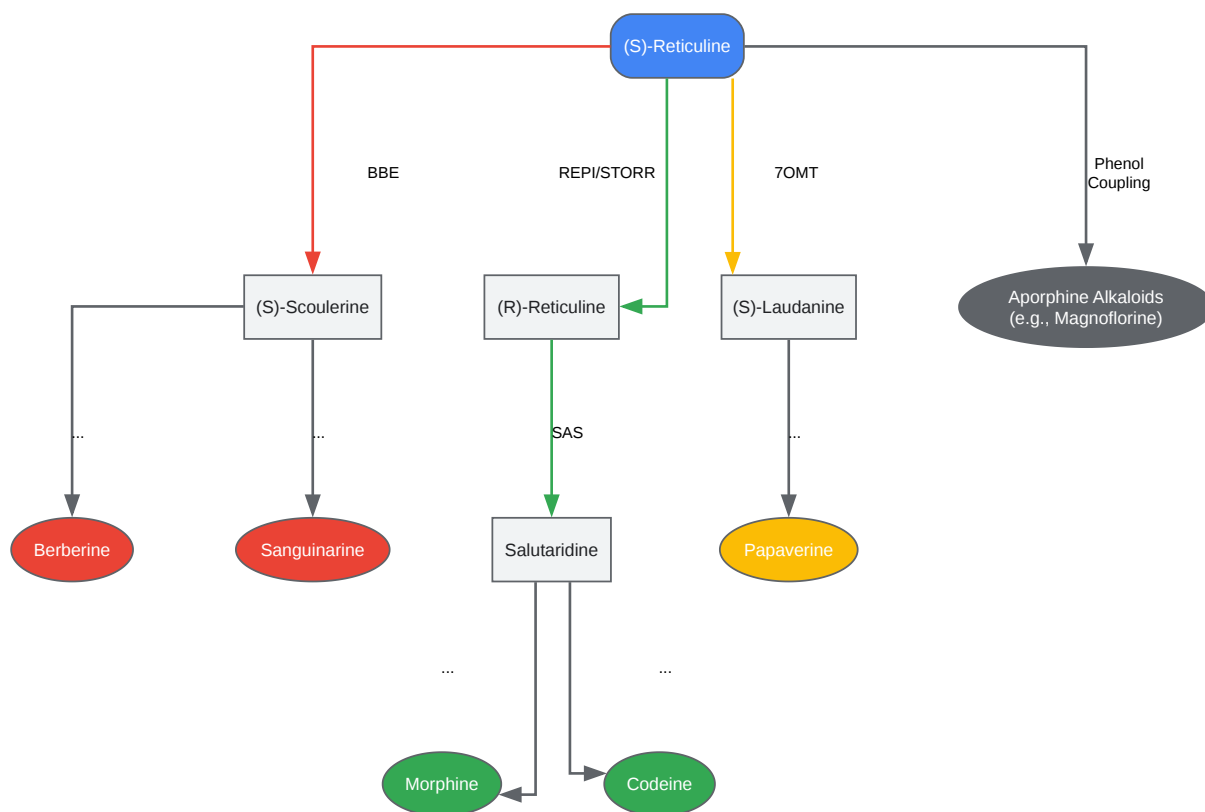 (S)-Reticuline
BBE
REPI/STORR
7OMT
Phenol
Coupling
(S)-Scoulerine
(R)-Reticuline
(S)-Laudanine
Aporphine Alkaloids
(e.g., Magnoflorine)
...
...
SAS
...
Berberine
Sanguinarine
Salutaridine
Papaverine
...
...
Morphine
Codeine